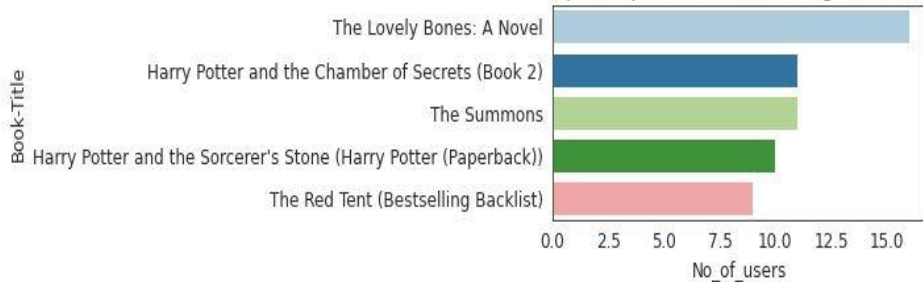 The Lovely Bones: A Novel
Harry Potter and the Chamber of Secrets (Book 2)
The Summons
Harry Potter and the Sorcerer's Stone (Harry Potter (Paperback))
The Red Tent (Bestselling Backlist)
Book-Title
0.0 2.5 5.0 7.5 10.0 12.5 15.0
No_of_users